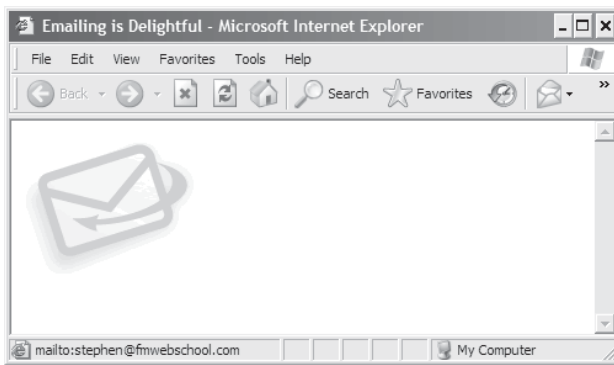 Emailing is Delightful - Microsoft Internet Explorer
File Edit View Favorites Tools Help
Back Search Favorites »
mailto:stephen@fmwebschool.com My Computer